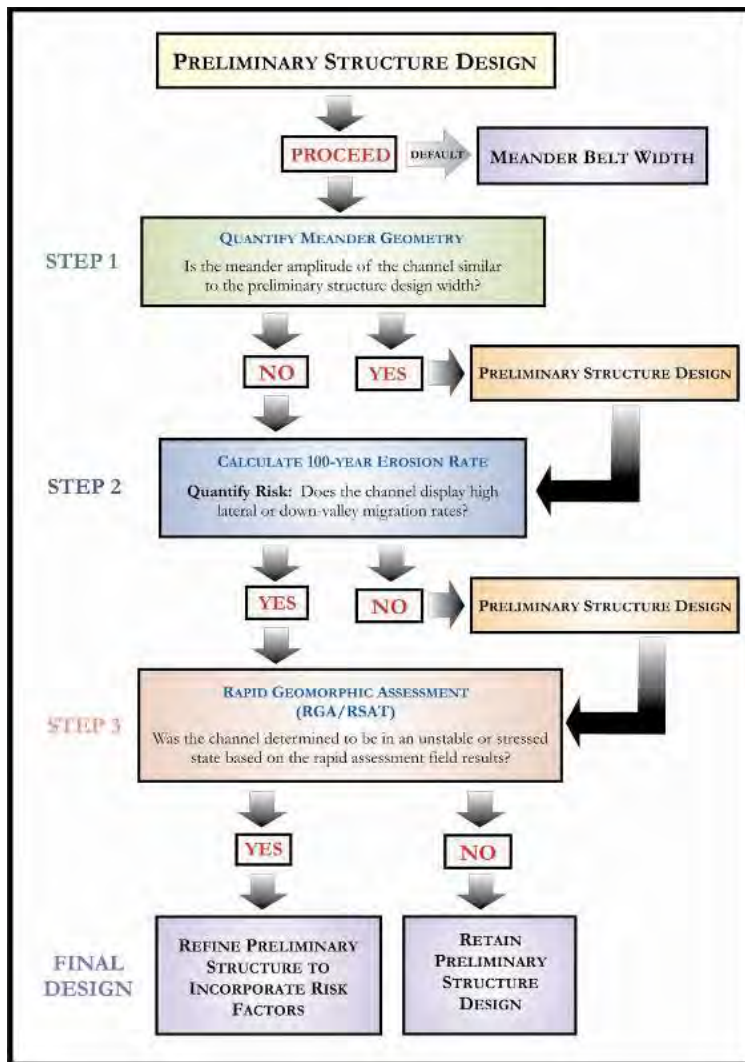 PRELIMINARY STRUCTURE DESIGN
PROCEED
DEFAULT
MEANDER BELT WIDTH
STEP 1
QUANTIFY MEANDER GEOMETRY
Is the meander amplitude of the channel similar
to the preliminary structure design width?
NO
YES
PRELIMINARY STRUCTURE DESIGN
STEP 2
CALCULATE 100-YEAR EROSION RATE
Quantify Risk: Does the channel display high
lateral or down-valley migration rates?
YES
NO
PRELIMINARY STRUCTURE DESIGN
STEP 3
RAPID GEOMORPHIC ASSESSMENT
(RGA/RSAT)
Was the channel determined to be in an unstable or stressed
state based on the rapid assessment field results?
YES
NO
FINAL
DESIGN
REFINE PRELIMINARY
STRUCTURE TO
INCORPORATE RISK
FACTORS
RETAIN
PRELIMINARY
STRUCTURE
DESIGN